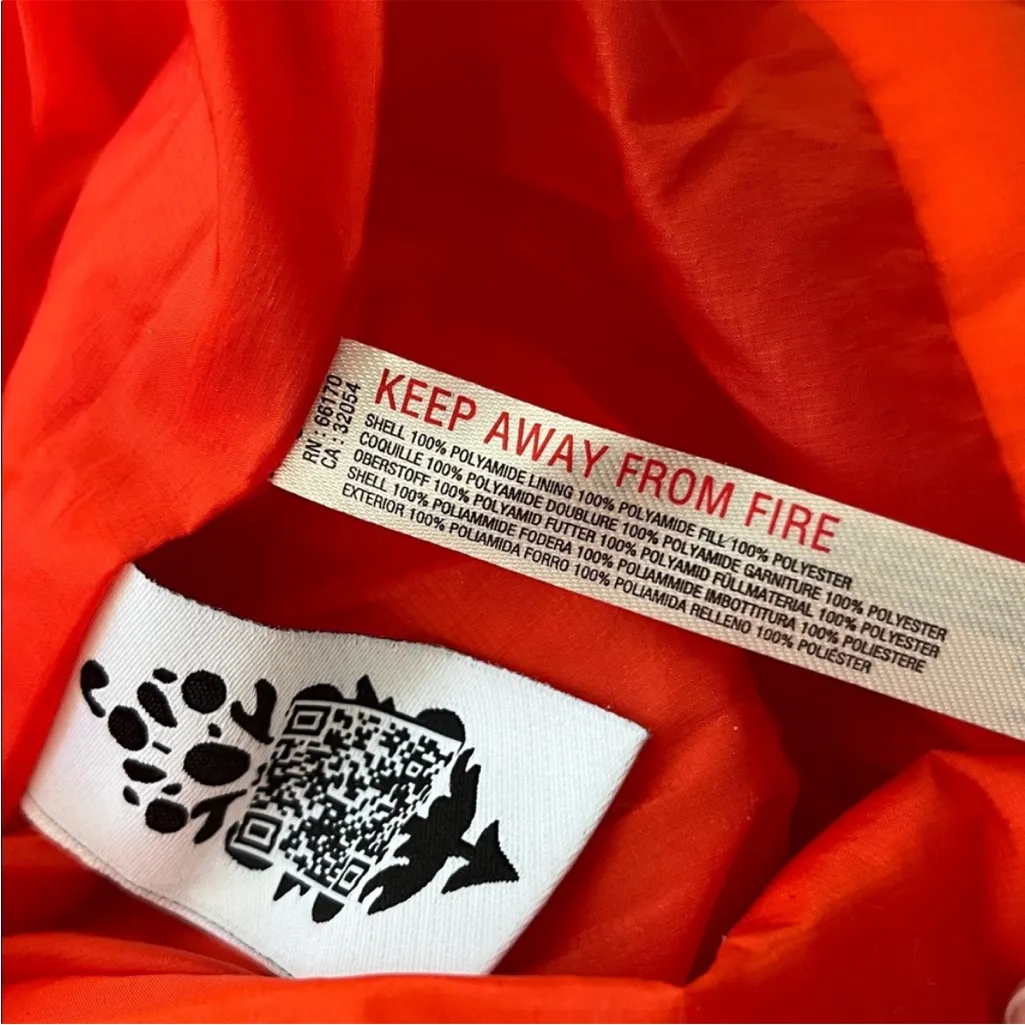 RN : 66170
CA : 32054
KEEP AWAY FROM FIRE
SHELL 100% POLYAMIDE LINING 100% POLYAMIDE FILL 100% POLYESTER
COQUILLE 100% POLYAMIDE DOUBLURE 100% POLYAMIDE GARNITURE 100% POLYESTER
OBERSTOFF 100% POLYAMID FUTTER 100% POLYAMID FÜLLMATERIAL 100% POLYESTER
SHELL 100% POLIAMMIDE FODERA 100% POLIAMMIDE IMBOTTITURA 100% POLIESTERE
EXTERIOR 100% POLIAMIDA FORRO 100% POLIAMIDA RELLENO 100% POLIÉSTER